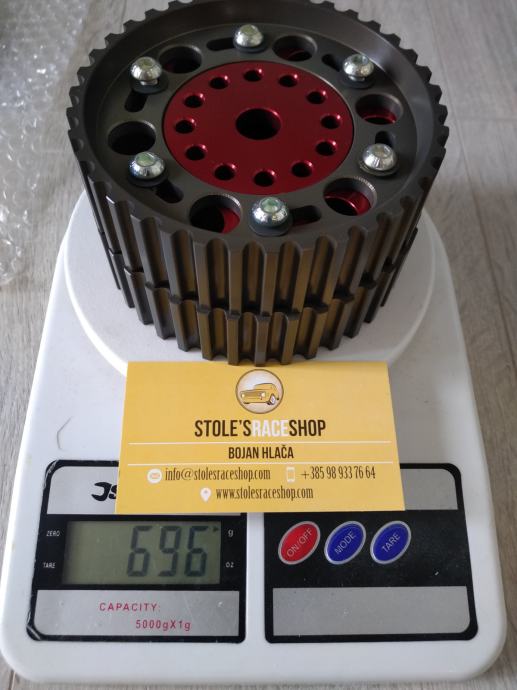 STOLE'SRACESHOP
BOJAN HLAČA
info@stolesraceshop.com +385 98 933 76 64
www.stolesraceshop.com
ZERO
TARE
696
g
oz
ON/OFF
MODE
TARE
CAPACITY:
5000gX1g